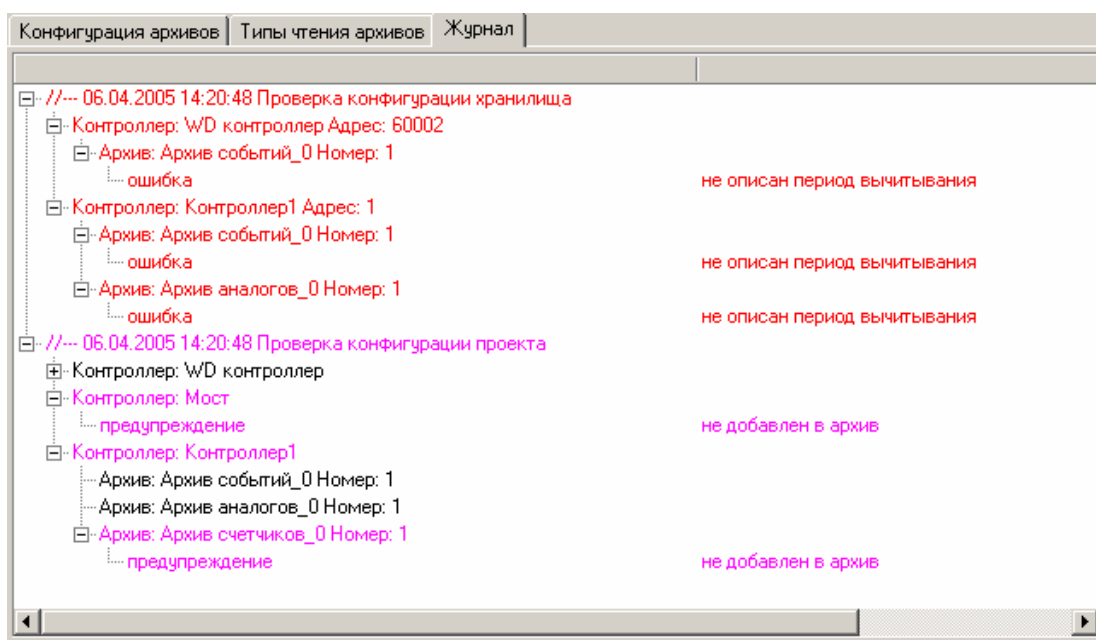 Конфигурация архивов Типы чтения архивов Журнал
//--- 06.04.2005 14:20:48 Проверка конфигурации хранилища
Контроллер: WD контроллер Адрес: 60002
Архив: Архив событий_0 Номер: 1
ошибка не описан период вычитывания
Контроллер: Контроллер1 Адрес: 1
Архив: Архив событий_0 Номер: 1
ошибка не описан период вычитывания
Архив: Архив аналогов_0 Номер: 1
ошибка не описан период вычитывания
//--- 06.04.2005 14:20:48 Проверка конфигурации проекта
Контроллер: WD контроллер
Контроллер: Мост
предупреждение не добавлен в архив
Контроллер: Контроллер1
Архив: Архив событий_0 Номер: 1
Архив: Архив аналогов_0 Номер: 1
Архив: Архив счетчиков_0 Номер: 1
предупреждение не добавлен в архив